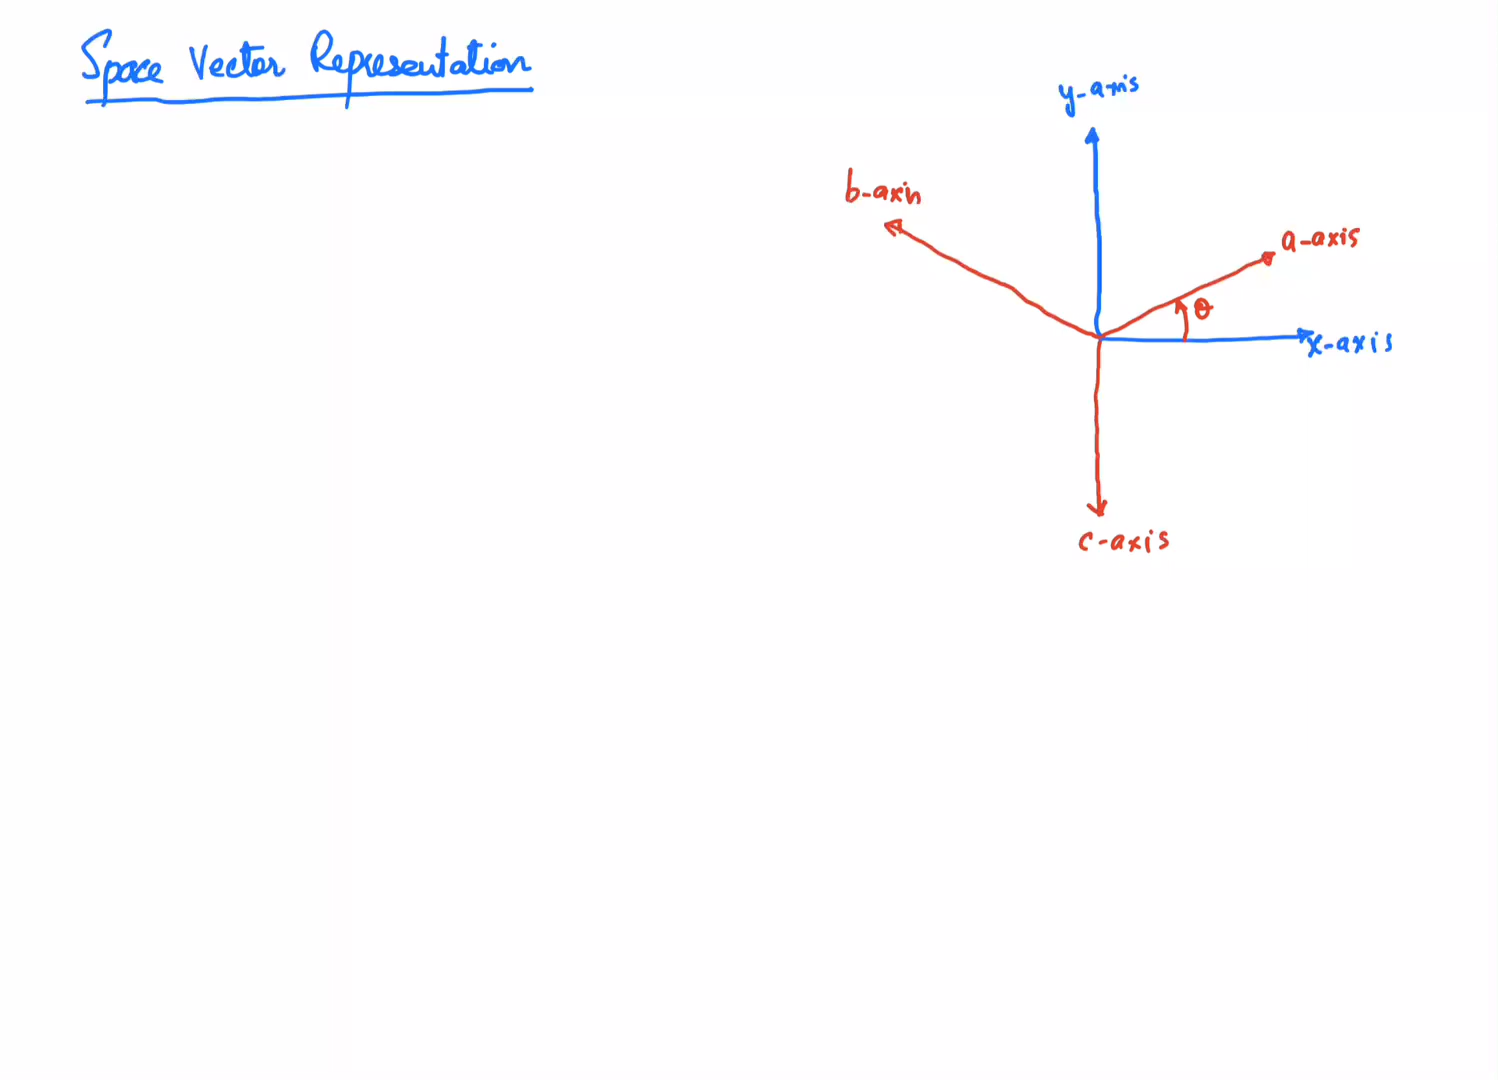 Space Vector Representation
y-axis
b-axis
a-axis
θ
x-axis
c-axis